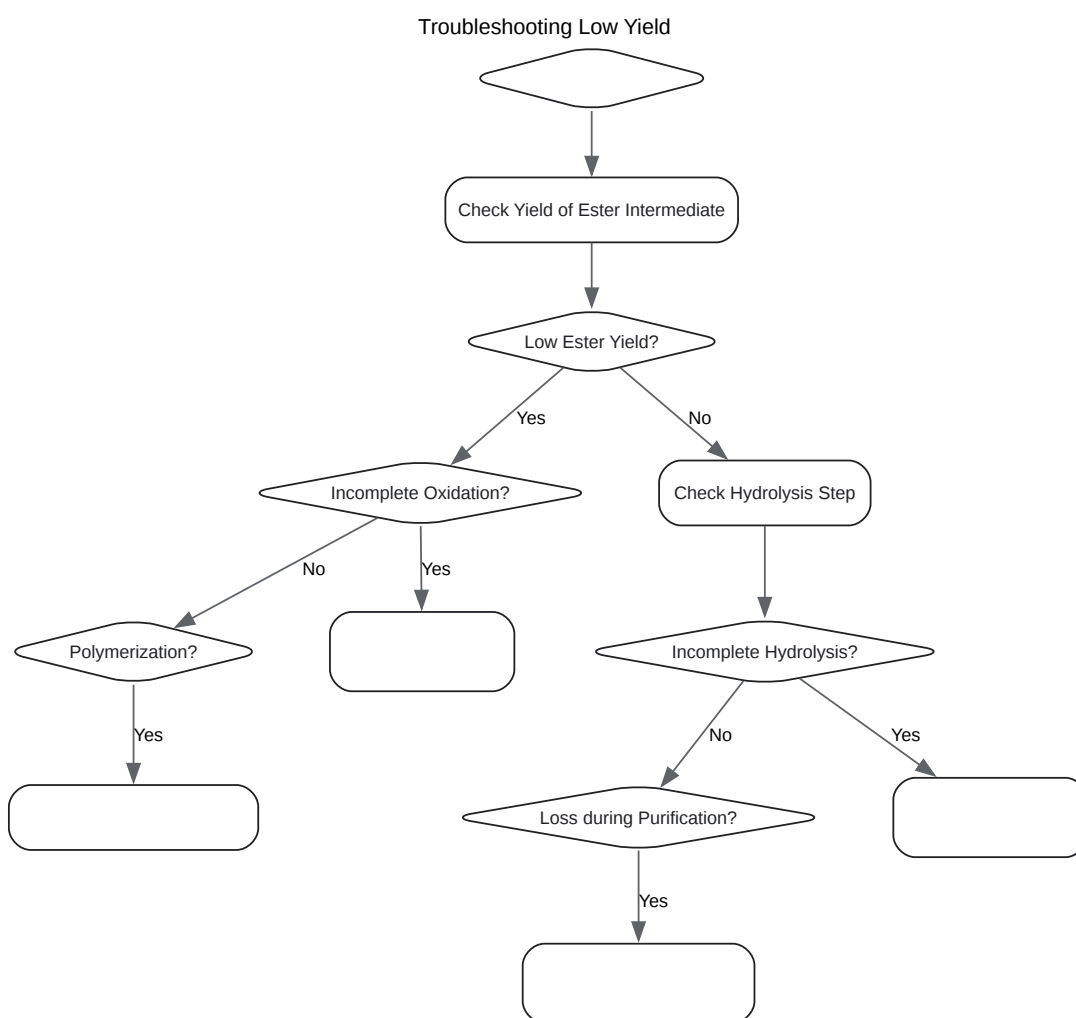 Troubleshooting Low Yield
Check Yield of Ester Intermediate
Low Ester Yield?
Yes
No
Incomplete Oxidation?
Check Hydrolysis Step
No
Yes
Polymerization?
Incomplete Hydrolysis?
Yes
No
Yes
Loss during Purification?
Yes